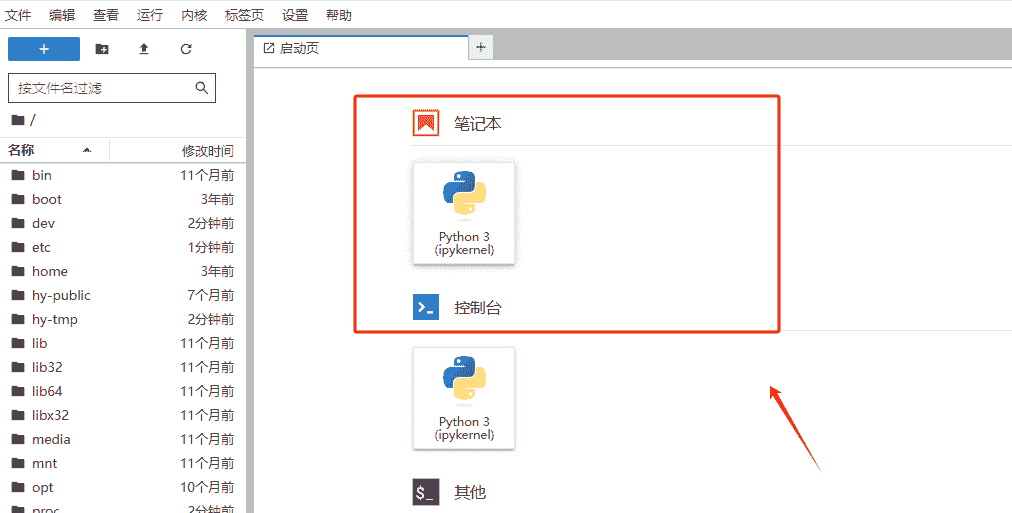 文件 编辑 查看 运行 内核 标签页 设置 帮助
启动页
按文件名过滤
/
名称 修改时间
bin 11个月前
boot 3年前
dev 2分钟前
etc 1分钟前
home 3年前
hy-public 7个月前
hy-tmp 2分钟前
lib 11个月前
lib32 11个月前
lib64 11个月前
libx32 11个月前
media 11个月前
mnt 11个月前
opt 10个月前
proc 2分钟前
笔记本
Python 3
(ipykernel)
控制台
Python 3
(ipykernel)
$_ 其他